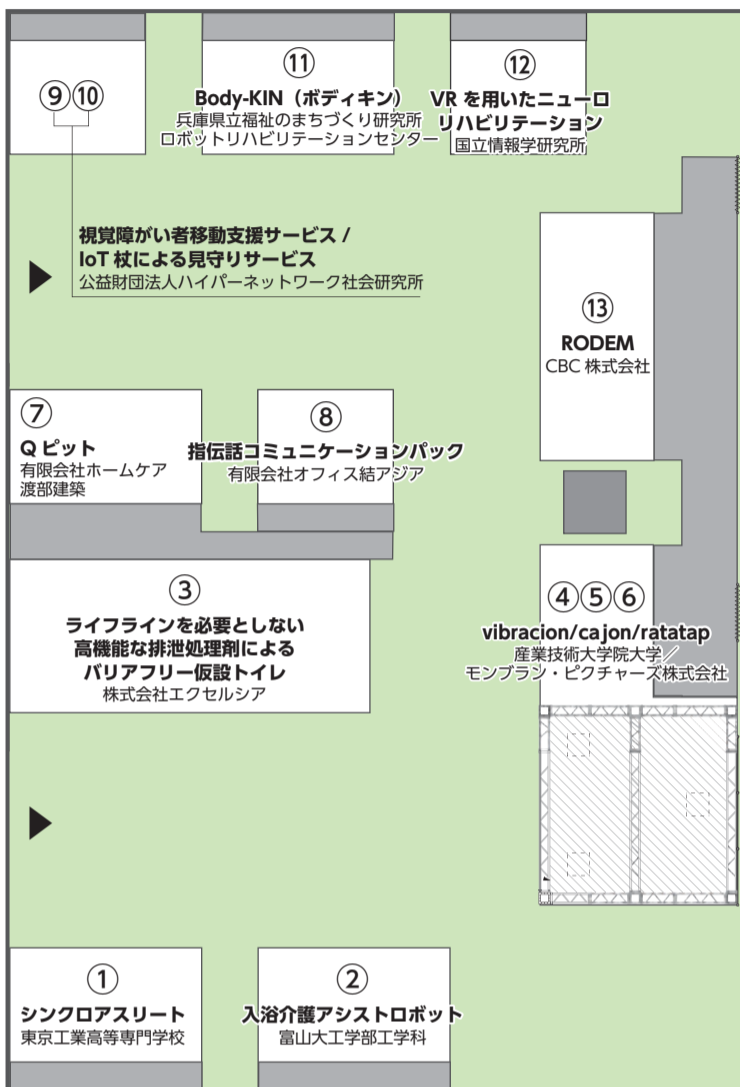 ⑨⑩
⑪
Body-KIN（ボディキン）
兵庫県立福祉のまちづくり研究所
ロボットリハビリテーションセンター
⑫
VR を用いたニューロ
リハビリテーション
国立情報学研究所
視覚障がい者移動支援サービス /
IoT 杖による見守りサービス
公益財団法人ハイパーネットワーク社会研究所
⑬
RODEM
CBC 株式会社
⑦
Q ピット
有限会社ホームケア
渡部建築
⑧
指伝話コミュニケーションパック
有限会社オフィス結アジア
③
ライフラインを必要としない
高機能な排泄処理剤による
バリアフリー仮設トイレ
株式会社エクセルシア
④⑤⑥
vibracion/cajon/ratatap
産業技術大学院大学／
モンブラン・ピクチャーズ株式会社
①
シンクロアスリート
東京工業高等専門学校
②
入浴介護アシストロボット
富山大工学部工学科